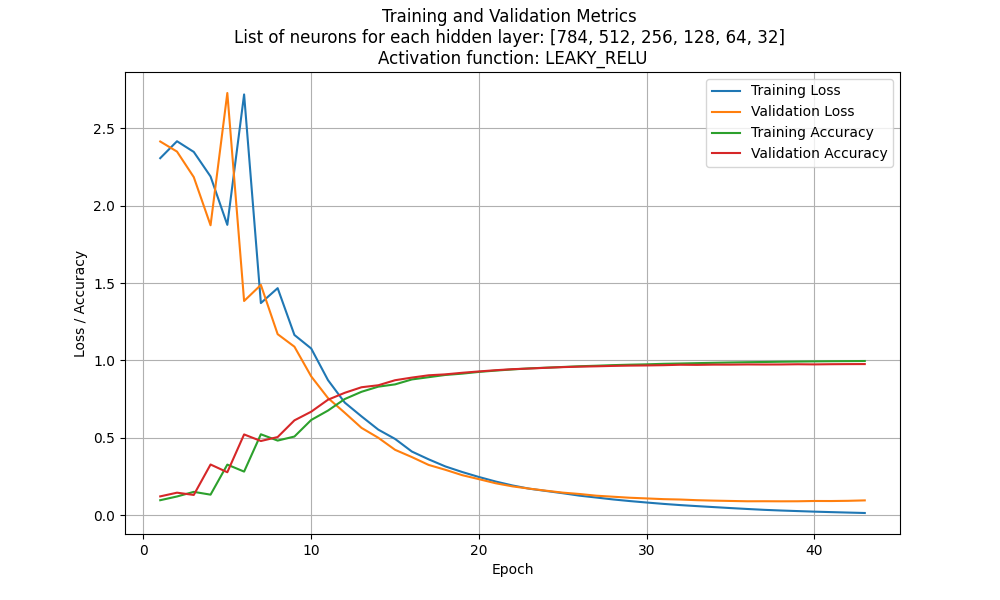 Training and Validation Metrics
List of neurons for each hidden layer: [784, 512, 256, 128, 64, 32]
Activation function: LEAKY_RELU
Training Loss
Validation Loss
Training Accuracy
Validation Accuracy
Loss / Accuracy
2.5
2.0
1.5
1.0
0.5
0.0
0 10 20 30 40
Epoch